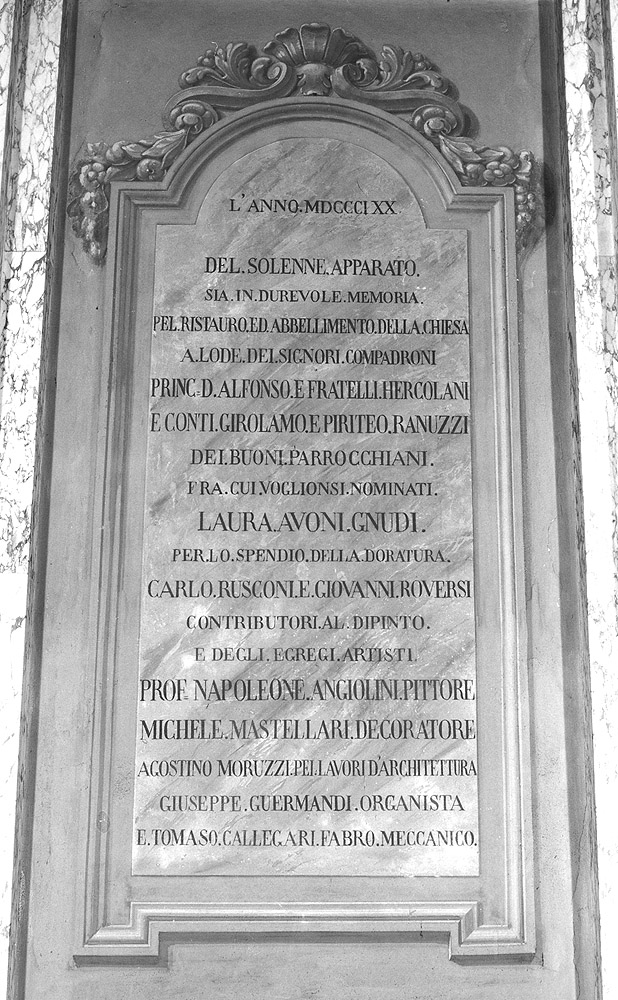 L'ANNO.MDCCCIXX
DEL.SOLENNE.APPARATO.
SIA.IN.DUREVOLE.MEMORIA.
PEL.RISTAURO.ED.ABBELLIMENTO.DELLA.CHIESA
A.LODE.DEI.SIGNORI.COMPADRONI
PRINC.D.ALFONSO.E FRATELLI.HERCOLANI
E CONTI.GIROLAMO.E PIRITEO.RANUZZI
DEI.BUONI.PARROCCHIANI.
FRA.CUI.VOGLIONSI.NOMINATI.
LAURA.AVONI.GNUDI.
PER.LO.SPENDIO.DELLA.DORATURA.
CARLO.RUSCONI.E.GIOVANNI.ROVERSI
CONTRIBUTORI.AL.DIPINTO.
E DEGLI.EGREGI.ARTISTI.
PROF. NAPOLEONE.ANGIOLINI.PITTORE
MICHELE.MASTELLARI.DECORATORE
AGOSTINO MORUZZI.PEI.LAVORI D'ARCHITETTURA
GIUSEPPE.GUERMANDI.ORGANISTA
E.TOMASO.CALLEGARI.FABRO.MECCANICO.